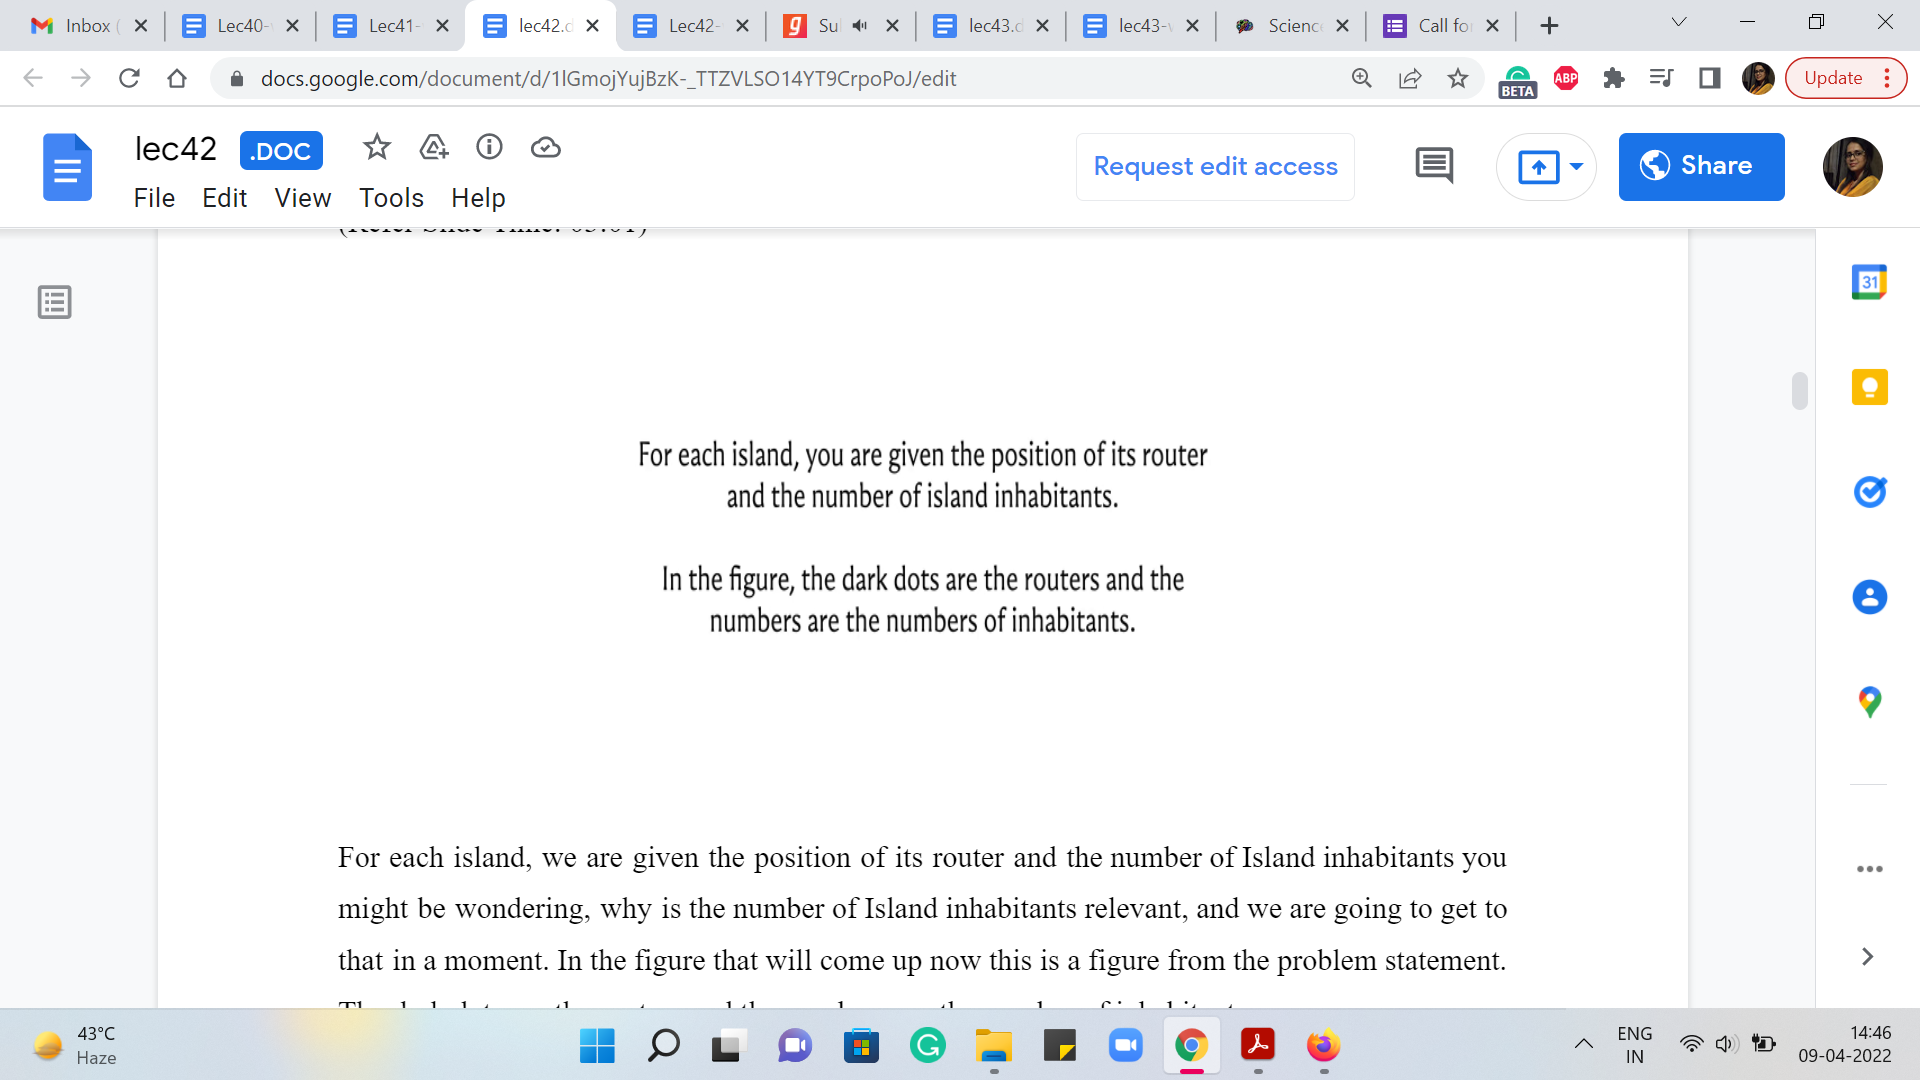 Inbox (
Lec40-
Lec41-
lec42.d
Lec42-
Su
lec43.d
lec43-
Science
Call fo
docs.google.com/document/d/1lGmojYujBzK-_TTZVLSO14YT9CrpoPoJ/edit
BETA
ABP
Update
lec42
.DOC
File Edit View Tools Help
Request edit access
Share
31
For each island, you are given the position of its router
and the number of island inhabitants.
In the figure, the dark dots are the routers and the
numbers are the numbers of inhabitants.
For each island, we are given the position of its router and the number of Island inhabitants you
might be wondering, why is the number of Island inhabitants relevant, and we are going to get to
that in a moment. In the figure that will come up now this is a figure from the problem statement.
43°C
Haze
ENG
IN
14:46
09-04-2022